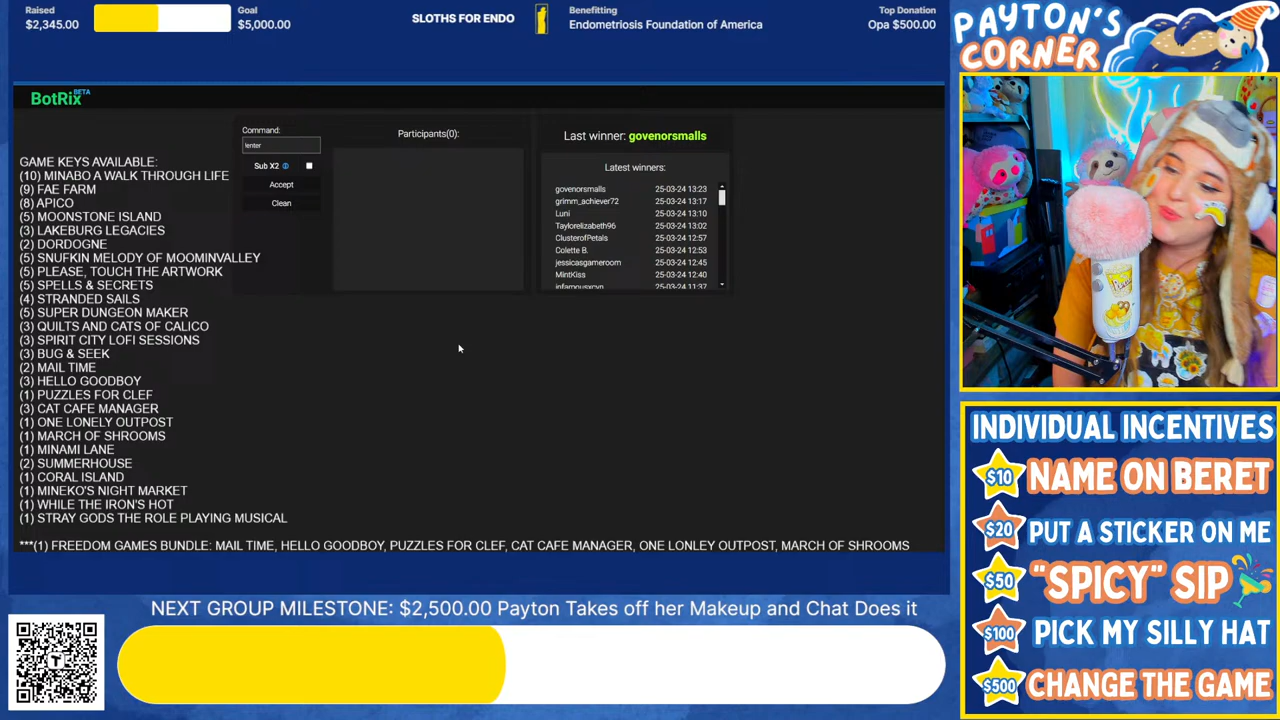 Raised
$2,345.00
Goal
$5,000.00
SLOTHS FOR ENDO
Benefitting
Endometriosis Foundation of America
Top Donation
Opa $500.00
PAYTON'S
CORNER
BotRix BETA
GAME KEYS AVAILABLE:
(10) MINABO A WALK THROUGH LIFE
(9) FAE FARM
(8) APICO
(5) MOONSTONE ISLAND
(3) LAKEBURG LEGACIES
(2) DORDOGNE
(5) SNUFKIN MELODY OF MOOMINVALLEY
(5) PLEASE, TOUCH THE ARTWORK
(5) SPELLS & SECRETS
(4) STRANDED SAILS
(5) SUPER DUNGEON MAKER
(3) QUILTS AND CATS OF CALICO
(3) SPIRIT CITY LOFI SESSIONS
(3) BUG & SEEK
(2) MAIL TIME
(3) HELLO GOODBOY
(1) PUZZLES FOR CLEF
(3) CAT CAFE MANAGER
(1) ONE LONELY OUTPOST
(1) MARCH OF SHROOMS
(1) MINAMI LANE
(2) SUMMERHOUSE
(1) CORAL ISLAND
(1) MINEKO'S NIGHT MARKET
(1) WHILE THE IRON'S HOT
(1) STRAY GODS THE ROLE PLAYING MUSICAL
***(1) FREEDOM GAMES BUNDLE: MAIL TIME, HELLO GOODBOY, PUZZLES FOR CLEF, CAT CAFE MANAGER, ONE LONLEY OUTPOST, MARCH OF SHROOMS
Command:
!enter
Sub X2
Accept
Clean
Participants(0):
Last winner: govenorsmalls
Latest winners:
govenorsmalls 25-03-24 13:23
grimm_achiever72 25-03-24 13:17
Luni 25-03-24 13:10
Taylorelizabeth96 25-03-24 13:02
ClusterofPetals 25-03-24 12:57
Colette B. 25-03-24 12:53
jessicasgameroom 25-03-24 12:45
MintKiss 25-03-24 12:40
25-03-24 11:37
NEXT GROUP MILESTONE: $2,500.00 Payton Takes off her Makeup and Chat Does it
INDIVIDUAL INCENTIVES
$10 NAME ON BERET
$20 PUT A STICKER ON ME
$50 "SPICY" SIP
$100 PICK MY SILLY HAT
$500 CHANGE THE GAME